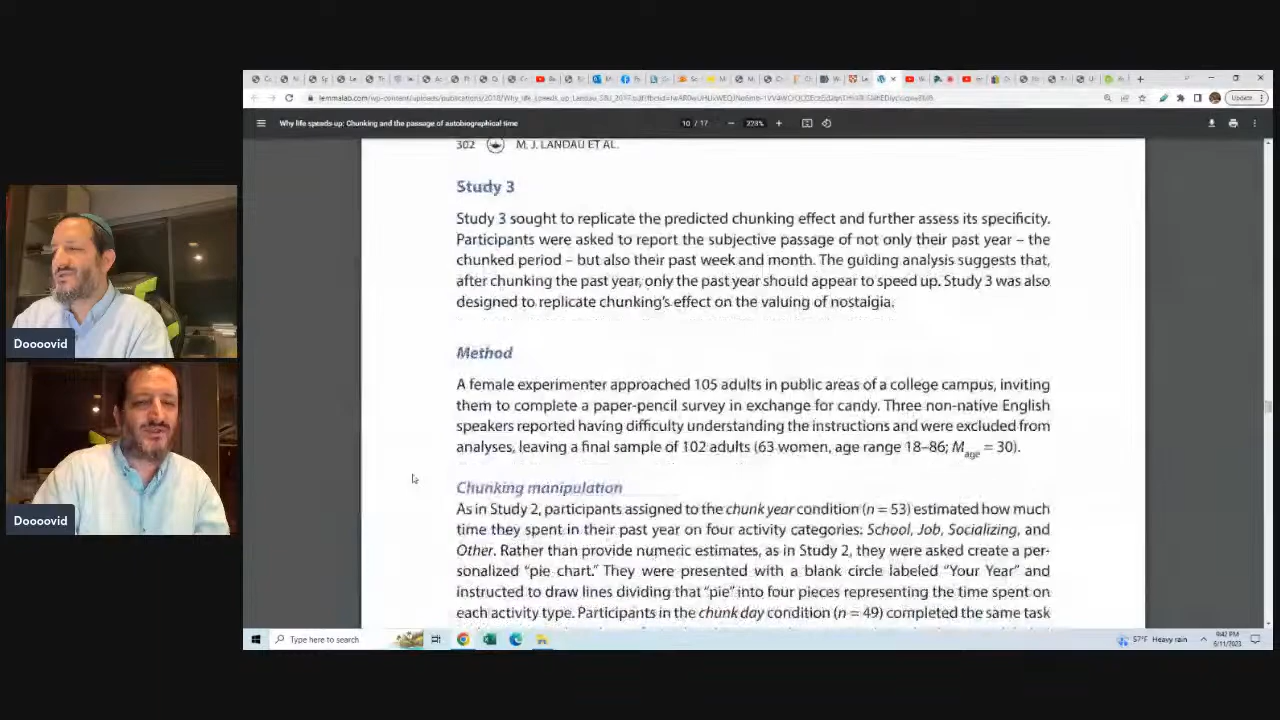 Update
Why life speeds up: Chunking and the passage of autobiographical time
10 / 17
228%
302 M. J. LANDAU ET AL.
Study 3
Study 3 sought to replicate the predicted chunking effect and further assess its specificity.
Participants were asked to report the subjective passage of not only their past year – the
chunked period – but also their past week and month. The guiding analysis suggests that,
after chunking the past year, only the past year should appear to speed up. Study 3 was also
designed to replicate chunking's effect on the valuing of nostalgia.
Method
A female experimenter approached 105 adults in public areas of a college campus, inviting
them to complete a paper-pencil survey in exchange for candy. Three non-native English
speakers reported having difficulty understanding the instructions and were excluded from
analyses, leaving a final sample of 102 adults (63 women, age range 18–86; Mage = 30).
Chunking manipulation
As in Study 2, participants assigned to the chunk year condition (n = 53) estimated how much
time they spent in their past year on four activity categories: School, Job, Socializing, and
Other. Rather than provide numeric estimates, as in Study 2, they were asked create a per-
sonalized "pie chart." They were presented with a blank circle labeled "Your Year" and
instructed to draw lines dividing that "pie" into four pieces representing the time spent on
each activity type. Participants in the chunk day condition (n = 49) completed the same task
Doooovid
Doooovid
Type here to search
57°F Heavy rain
9:42 PM
6/11/2023